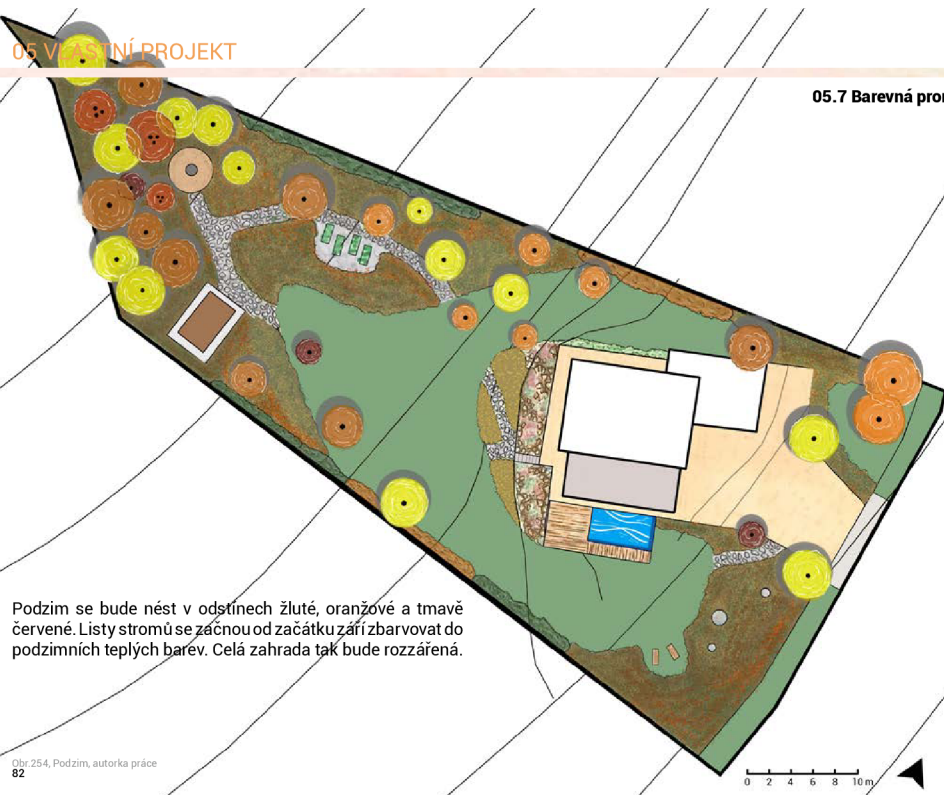 05 VLASTNÍ PROJEKT
05.7 Barevná
Podzim se bude nést v odstínech žluté, oranžové a tmavě
červené. Listy stromů se začnou od začátku září zbarvovat do
podzimních teplých barev. Celá zahrada tak bude rozzářená.
Obr.254, Podzim, autorka práce
82
0 2 4 6 8 10 m